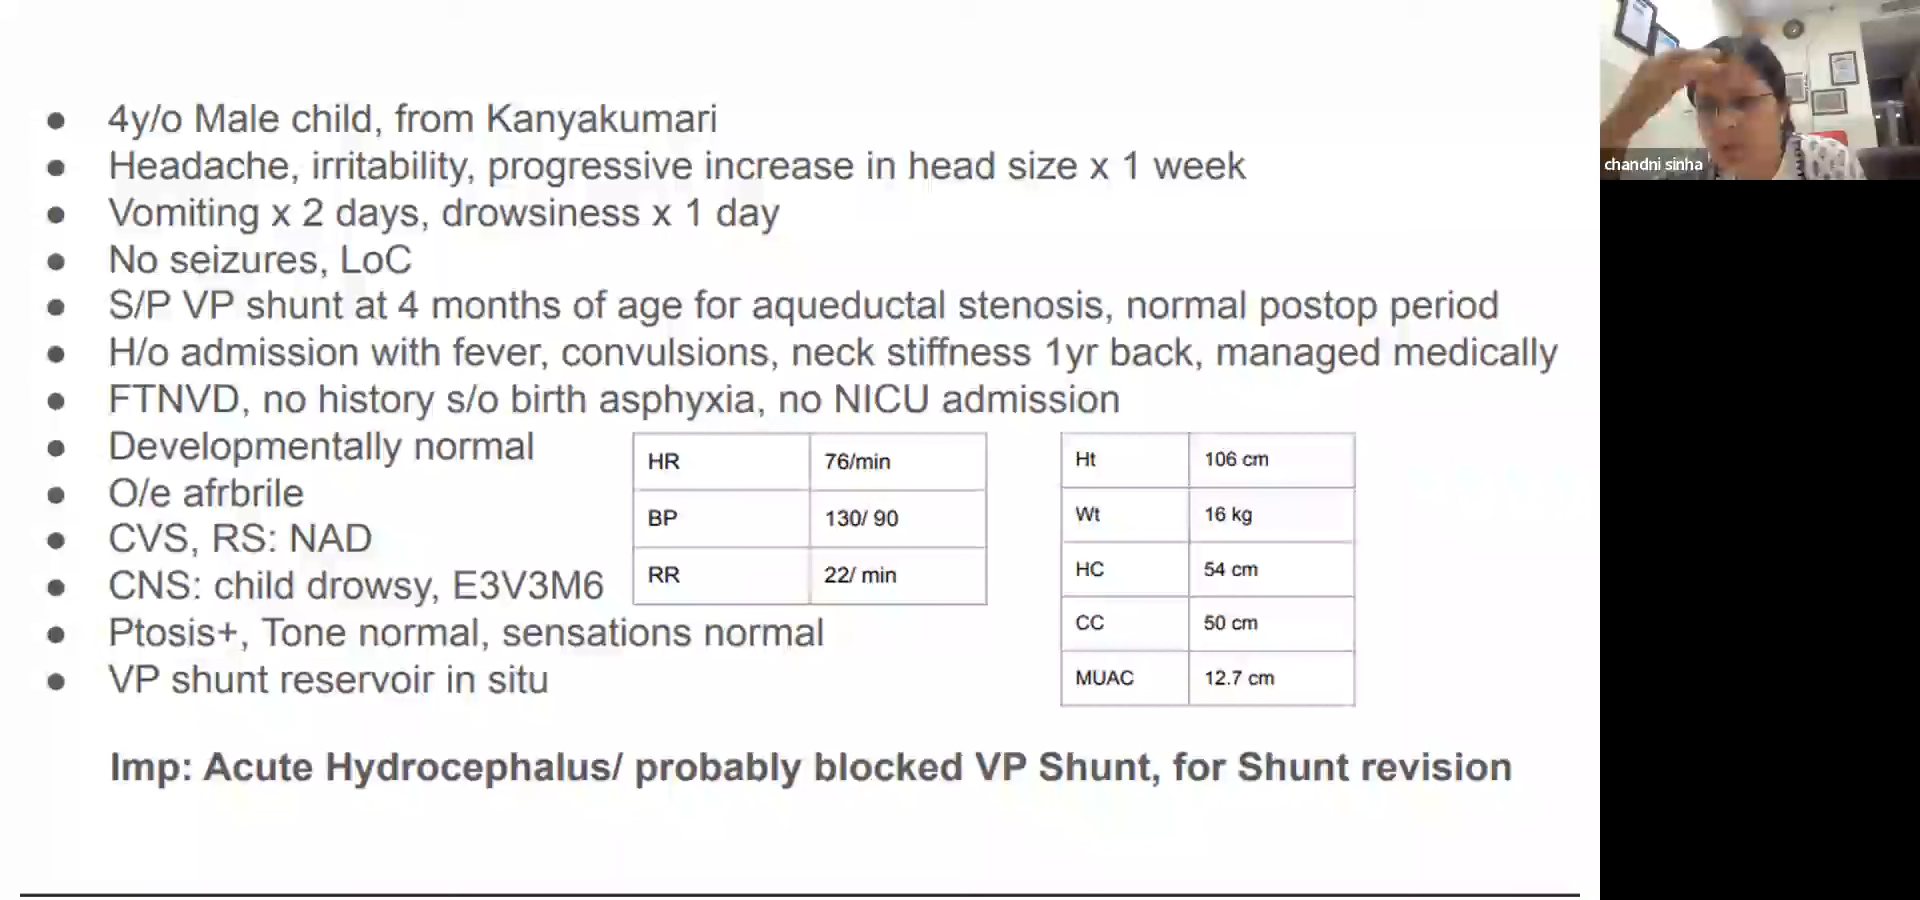 4y/o Male child, from Kanyakumari
Headache, irritability, progressive increase in head size x 1 week
Vomiting x 2 days, drowsiness x 1 day
No seizures, LoC
S/P VP shunt at 4 months of age for aqueductal stenosis, normal postop period
H/o admission with fever, convulsions, neck stiffness 1yr back, managed medically
FTNVD, no history s/o birth asphyxia, no NICU admission
Developmentally normal
O/e afrbrile
CVS, RS: NAD
CNS: child drowsy, E3V3M6
Ptosis+, Tone normal, sensations normal
VP shunt reservoir in situ
HR 76/min
BP 130/ 90
RR 22/ min
Ht 106 cm
Wt 16 kg
HC 54 cm
CC 50 cm
MUAC 12.7 cm
Imp: Acute Hydrocephalus/ probably blocked VP Shunt, for Shunt revision
chandni sinha